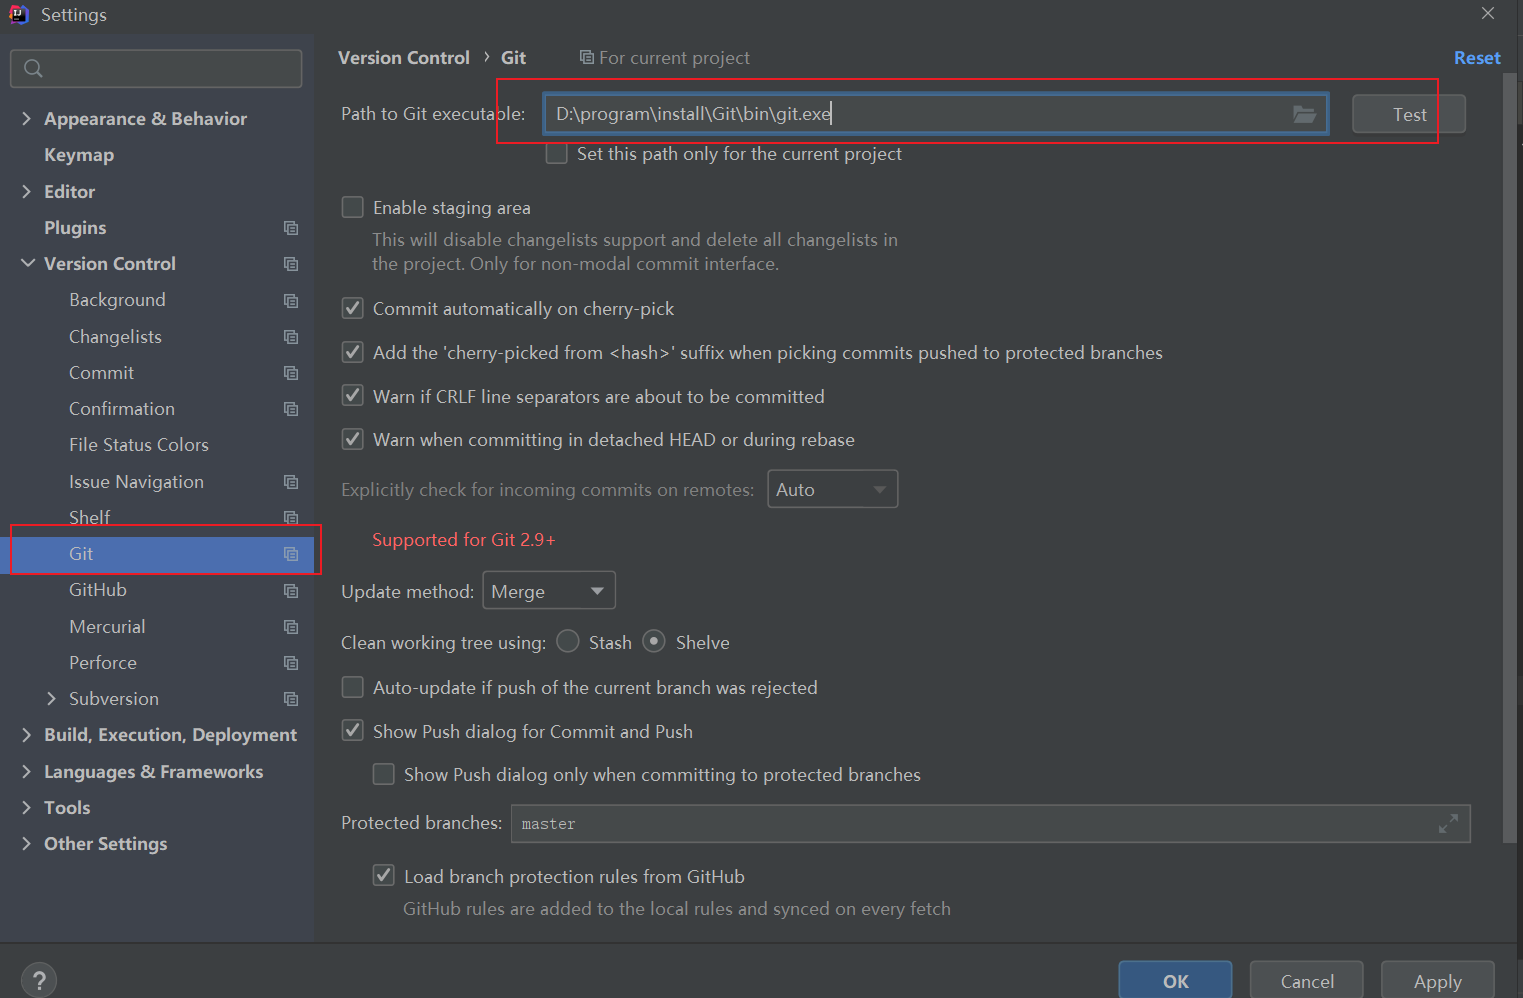 Settings
Version Control › Git
For current project
Reset
Appearance & Behavior
Keymap
Editor
Plugins
Version Control
Background
Changelists
Commit
Confirmation
File Status Colors
Issue Navigation
Shelf
Git
GitHub
Mercurial
Perforce
Subversion
Build, Execution, Deployment
Languages & Frameworks
Tools
Other Settings
Path to Git executable: D:\program\install\Git\bin\git.exe Test
Set this path only for the current project
Enable staging area
This will disable changelists support and delete all changelists in
the project. Only for non-modal commit interface.
Commit automatically on cherry-pick
Add the 'cherry-picked from <hash>' suffix when picking commits pushed to protected branches
Warn if CRLF line separators are about to be committed
Warn when committing in detached HEAD or during rebase
Explicitly check for incoming commits on remotes: Auto
Supported for Git 2.9+
Update method: Merge
Clean working tree using: Stash Shelve
Auto-update if push of the current branch was rejected
Show Push dialog for Commit and Push
Show Push dialog only when committing to protected branches
Protected branches: master
Load branch protection rules from GitHub
GitHub rules are added to the local rules and synced on every fetch
?
OK Cancel Apply